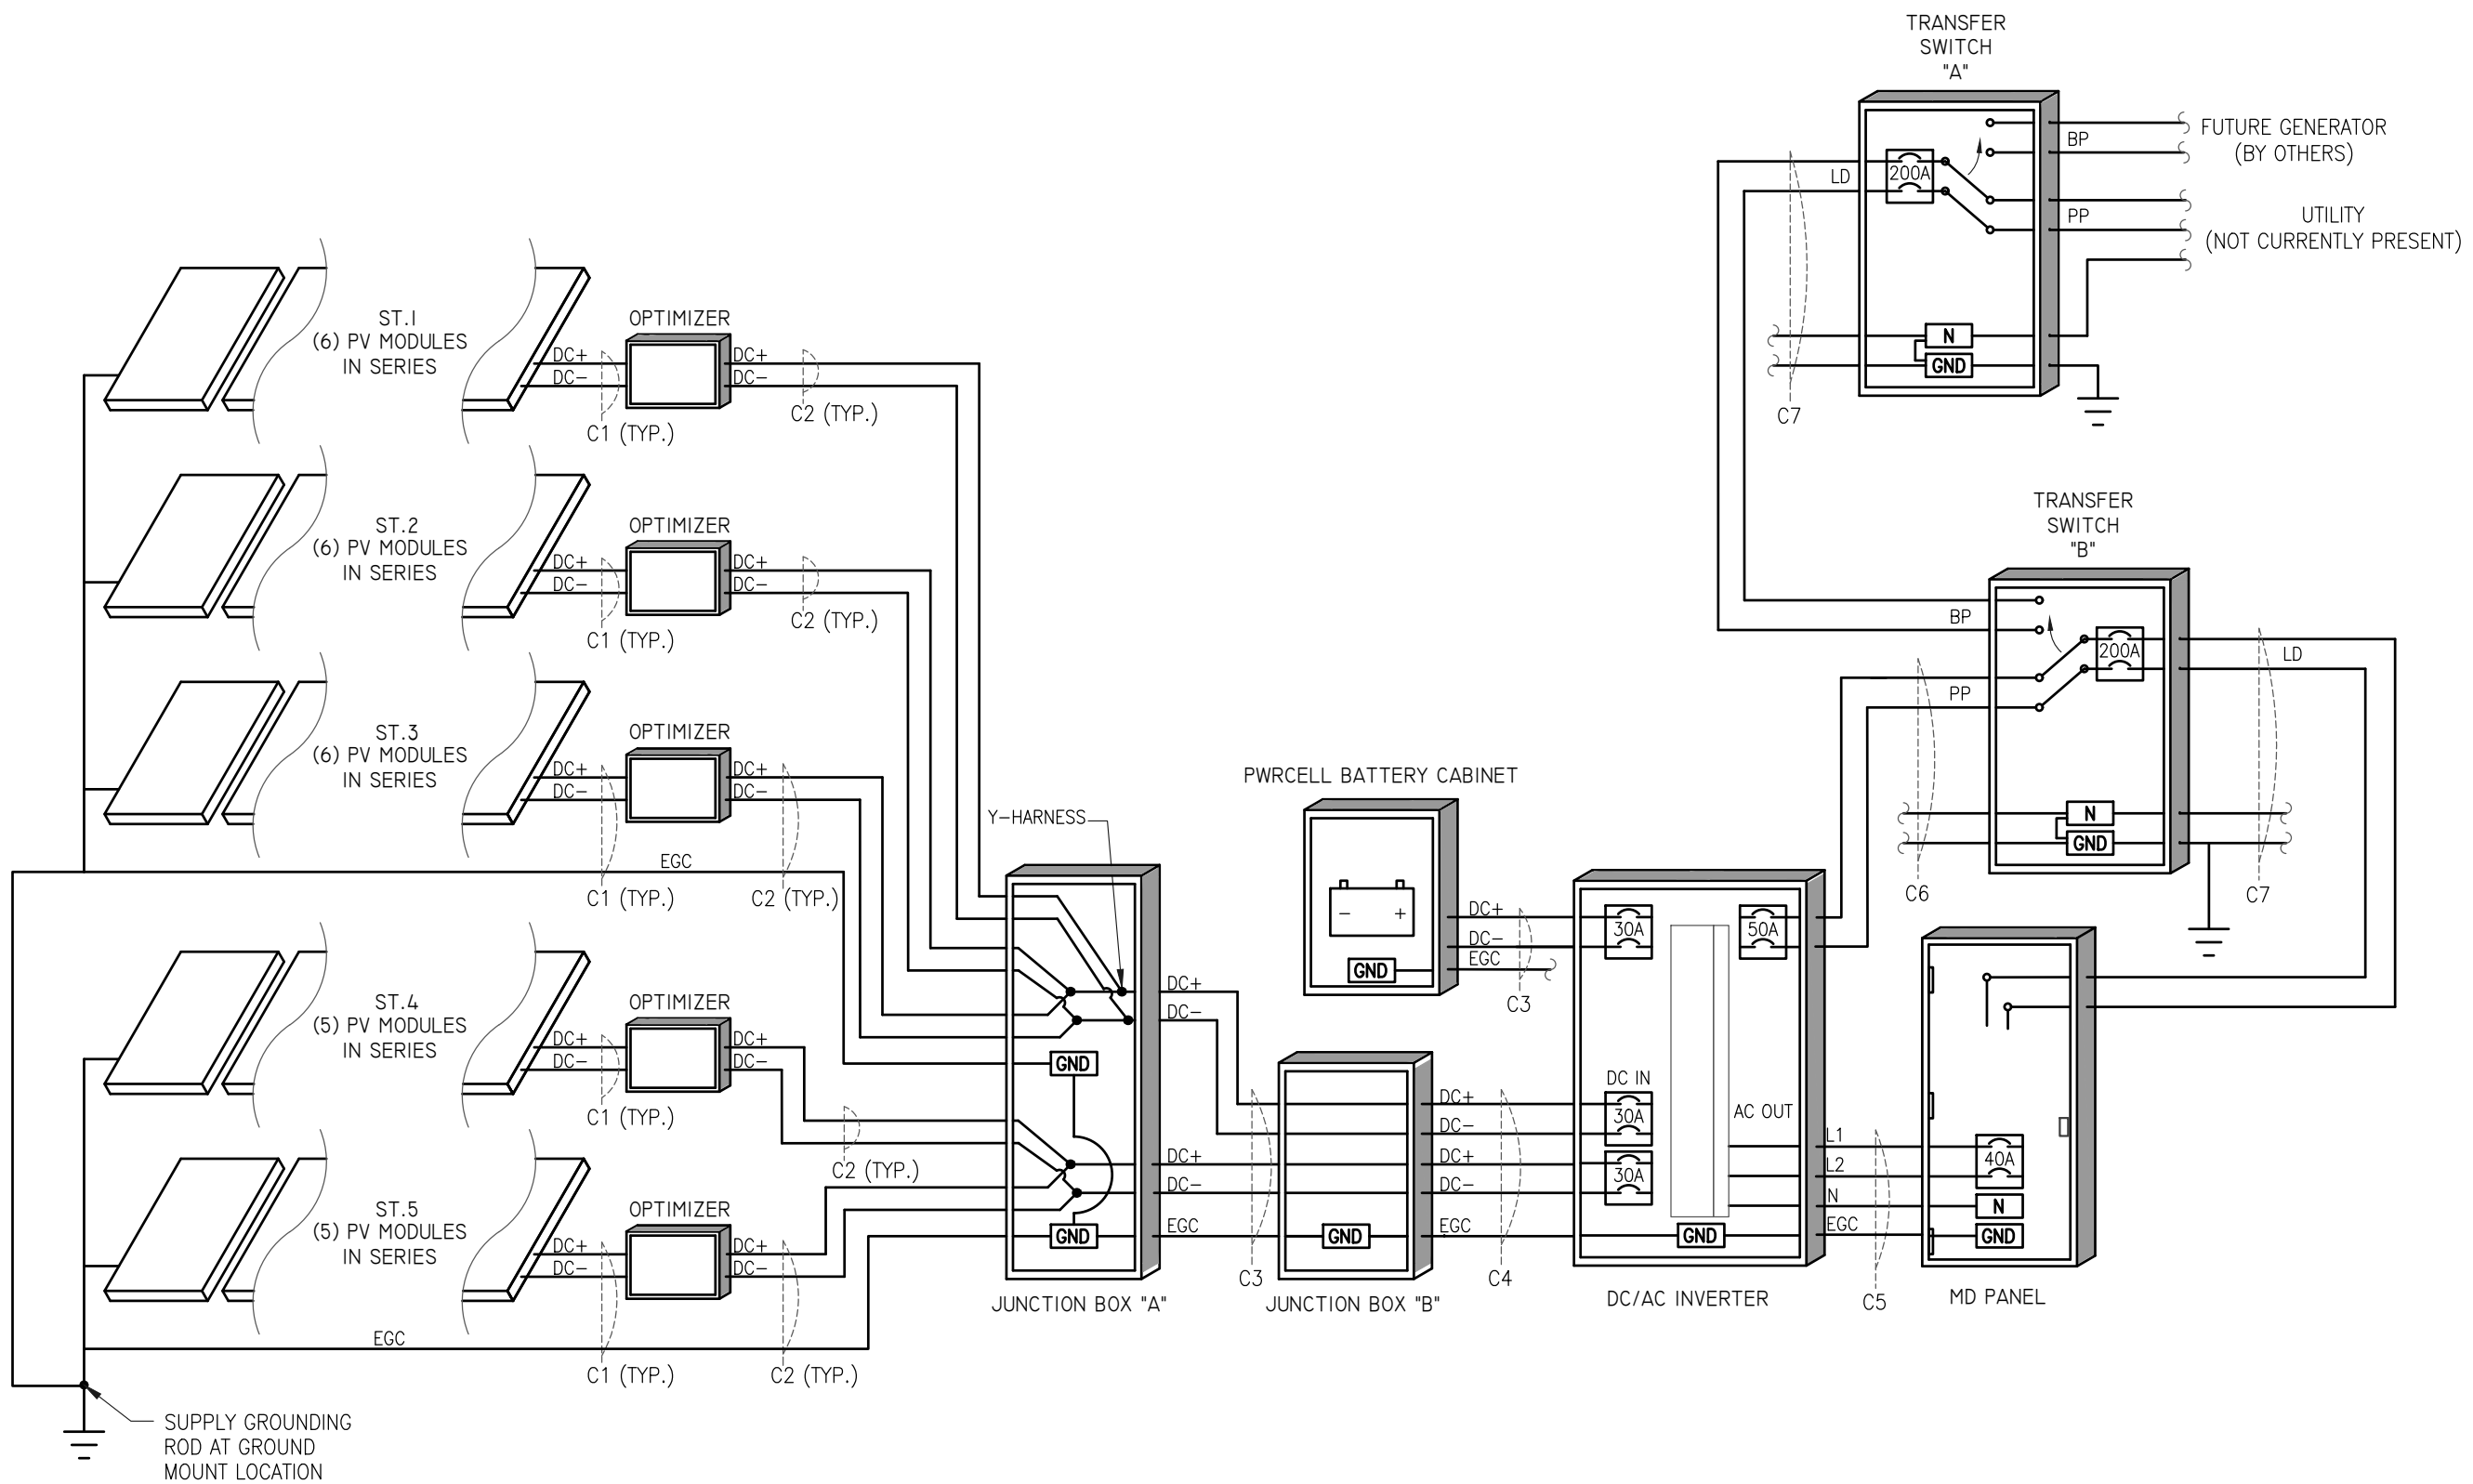 TRANSFER
SWITCH
"A"
200A
LD
BP
FUTURE GENERATOR
(BY OTHERS)
PP
UTILITY
(NOT CURRENTLY PRESENT)
N
GND
C7
ST.1
(6) PV MODULES
IN SERIES
OPTIMIZER
DC+
DC-
DC+
DC-
C1 (TYP.)
C2 (TYP.)
ST.2
(6) PV MODULES
IN SERIES
OPTIMIZER
DC+
DC-
DC+
DC-
C1 (TYP.)
C2 (TYP.)
ST.3
(6) PV MODULES
IN SERIES
OPTIMIZER
DC+
DC-
DC+
DC-
EGC
C1 (TYP.)
C2 (TYP.)
ST.4
(5) PV MODULES
IN SERIES
OPTIMIZER
DC+
DC-
DC+
DC-
C1 (TYP.)
C2 (TYP.)
ST.5
(5) PV MODULES
IN SERIES
OPTIMIZER
DC+
DC-
DC+
DC-
EGC
C1 (TYP.)
C2 (TYP.)
SUPPLY GROUNDING
ROD AT GROUND
MOUNT LOCATION
Y-HARNESS
GND
GND
JUNCTION BOX "A"
DC+
DC-
DC+
DC-
EGC
C3
GND
JUNCTION BOX "B"
DC+
DC-
DC+
DC-
EGC
C4
PWRCELL BATTERY CABINET
- +
GND
DC+
DC-
EGC
C3
30A
50A
DC IN
30A
30A
AC OUT
GND
DC/AC INVERTER
L1
L2
N
EGC
C5
40A
N
GND
MD PANEL
TRANSFER
SWITCH
"B"
BP
200A
LD
PP
N
GND
C6
C7